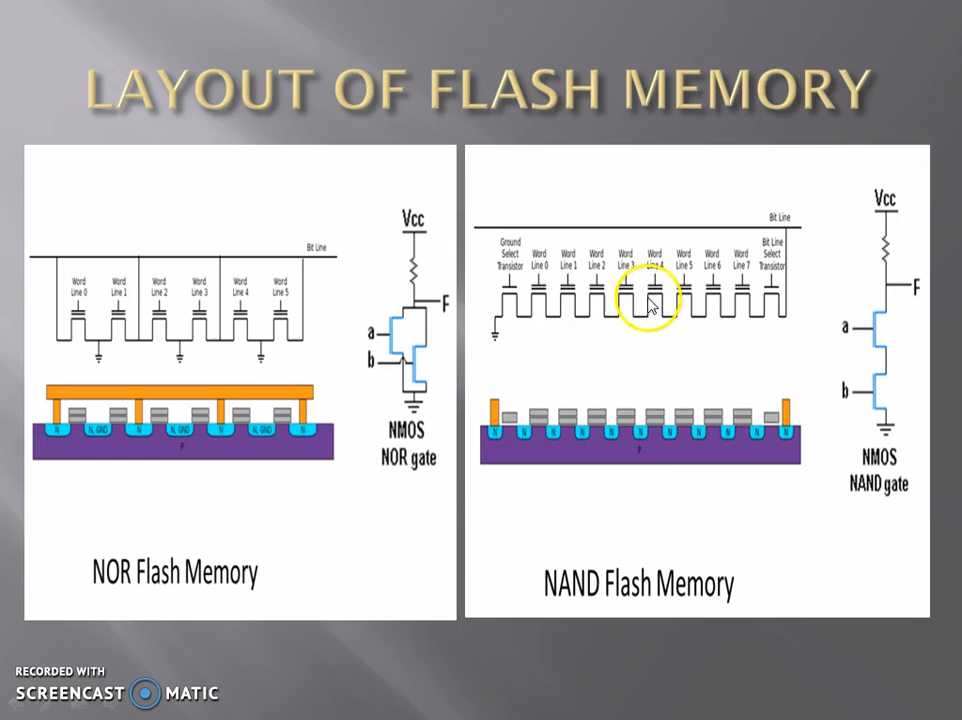 LAYOUT OF FLASH MEMORY
Bit Line
Word
Line 0
Word
Line 1
Word
Line 2
Word
Line 3
Word
Line 4
Word
Line 5
Vcc
F
a
b
N
N, GND
N
N, GND
N
N, GND
N
P
NMOS
NOR gate
NOR Flash Memory
Bit Line
Ground
Select
Transistor
Word
Line 0
Word
Line 1
Word
Line 2
Word
Line 3
Word
Line 4
Word
Line 5
Word
Line 6
Word
Line 7
Bit Line
Select
Transistor
Vcc
F
a
b
N
N
N
N
N
N
N
N
N
N
N
P
NMOS
NAND gate
NAND Flash Memory
RECORDED WITH
SCREENCAST MATIC